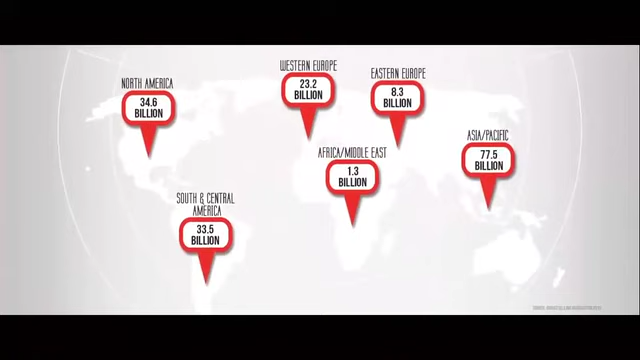 WESTERN EUROPE
23.2
BILLION
EASTERN EUROPE
8.3
BILLION
NORTH AMERICA
34.6
BILLION
ASIA/PACIFIC
77.5
BILLION
AFRICA/MIDDLE EAST
1.3
BILLION
SOUTH & CENTRAL
AMERICA
33.5
BILLION